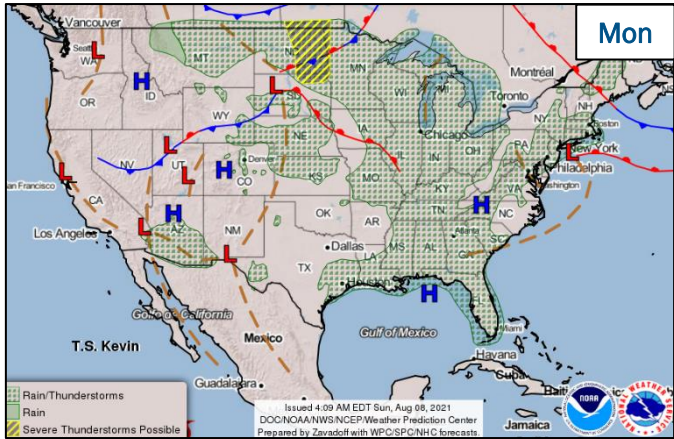 Mon
Vancouver
Seattle
WA
MT
ND
MN
Montréal
OR
ID
WY
SD
WI
Toronto
NH
Boston
NY
IA
Chicago
New York
Philadelphia
NV
UT
NE
Denver
CO
KS
MO
IL
IN
OH
PA
Washington
San Francisco
CA
KY
VA
Los Angeles
AZ
NM
OK
AR
NC
SC
Atlanta
Dallas
TX
LA
MS
AL
GA
Houston
FL
Miami
Golfo de California
Gulf of Mexico
T.S. Kevin
Mexico
Havana
Cuba
Guadalajara
Jamaica
H
H
H
H
H
L
L
L
L
L
L
L
L
Rain/Thunderstorms
Rain
Severe Thunderstorms Possible
Issued 4:09 AM EDT Sun, Aug 08, 2021
DOC/NOAA/NWS/NCEP/Weather Prediction Center
Prepared by Zavadoff with WPC/SPC/NHC forecasts.
NOAA
NATIONAL WEATHER SERVICE